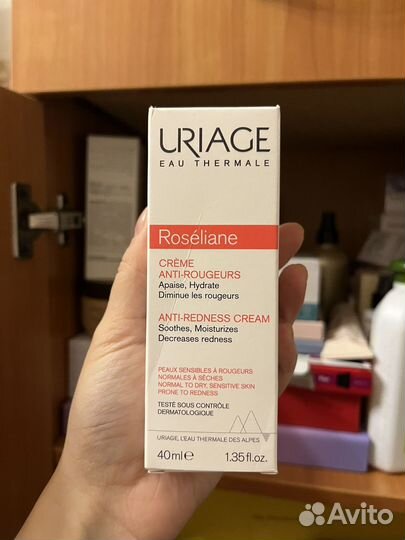 URIAGE
EAU THERMALE
Roséliane
CRÈME
ANTI-ROUGEURS
Apaise, Hydrate
Diminue les rougeurs
ANTI-REDNESS CREAM
Soothes, Moisturizes
Decreases redness
PEAUX SENSIBLES À ROUGEURS
NORMALES À SÈCHES
NORMAL TO DRY, SENSITIVE SKIN
PRONE TO REDNESS
TESTÉ SOUS CONTRÔLE
DERMATOLOGIQUE
URIAGE, L'EAU THERMALE DES ALPES
40 ml ℮ 1.35 fl.oz.
Avito